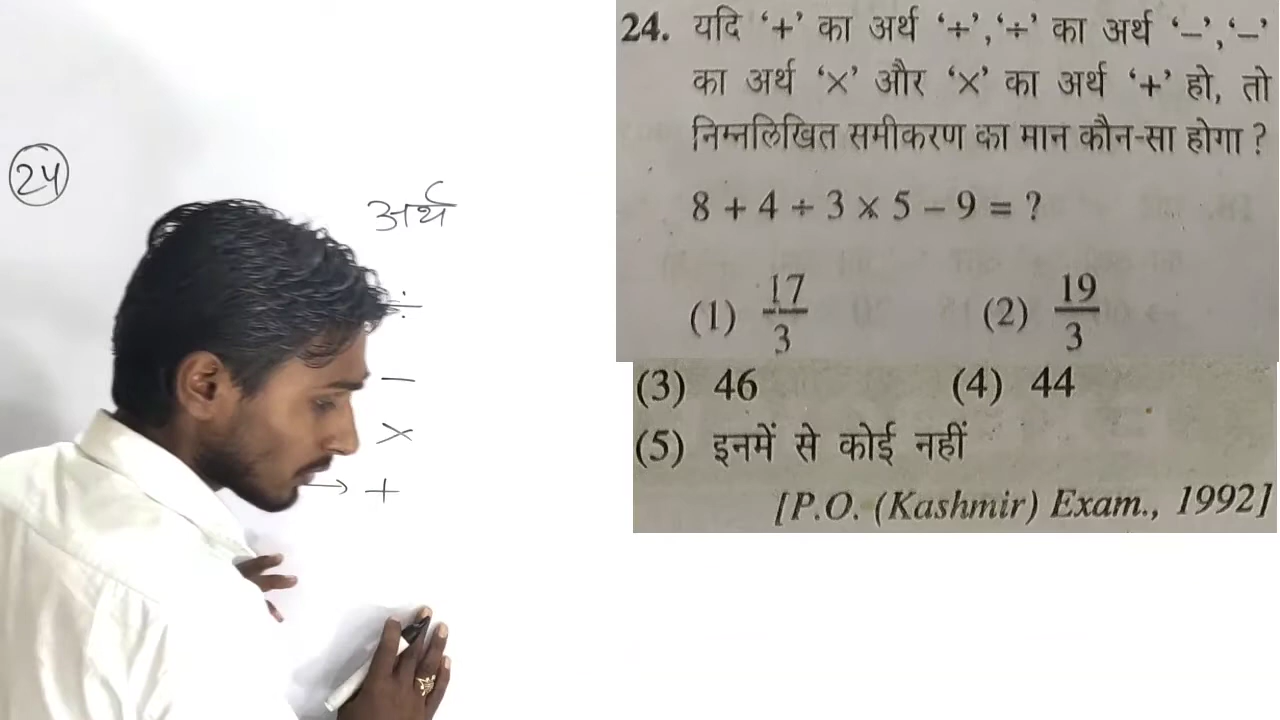 24
अर्थ
÷
−
×
→ +
24. यदि ‘+’ का अर्थ ‘÷’,‘÷’ का अर्थ ‘–’,‘–’
का अर्थ ‘×’ और ‘×’ का अर्थ ‘+’ हो, तो
निम्नलिखित समीकरण का मान कौन-सा होगा ?
8 + 4 ÷ 3 × 5 – 9 = ?
(1) 17/3 (2) 19/3
(3) 46 (4) 44
(5) इनमें से कोई नहीं
[P.O. (Kashmir) Exam., 1992]